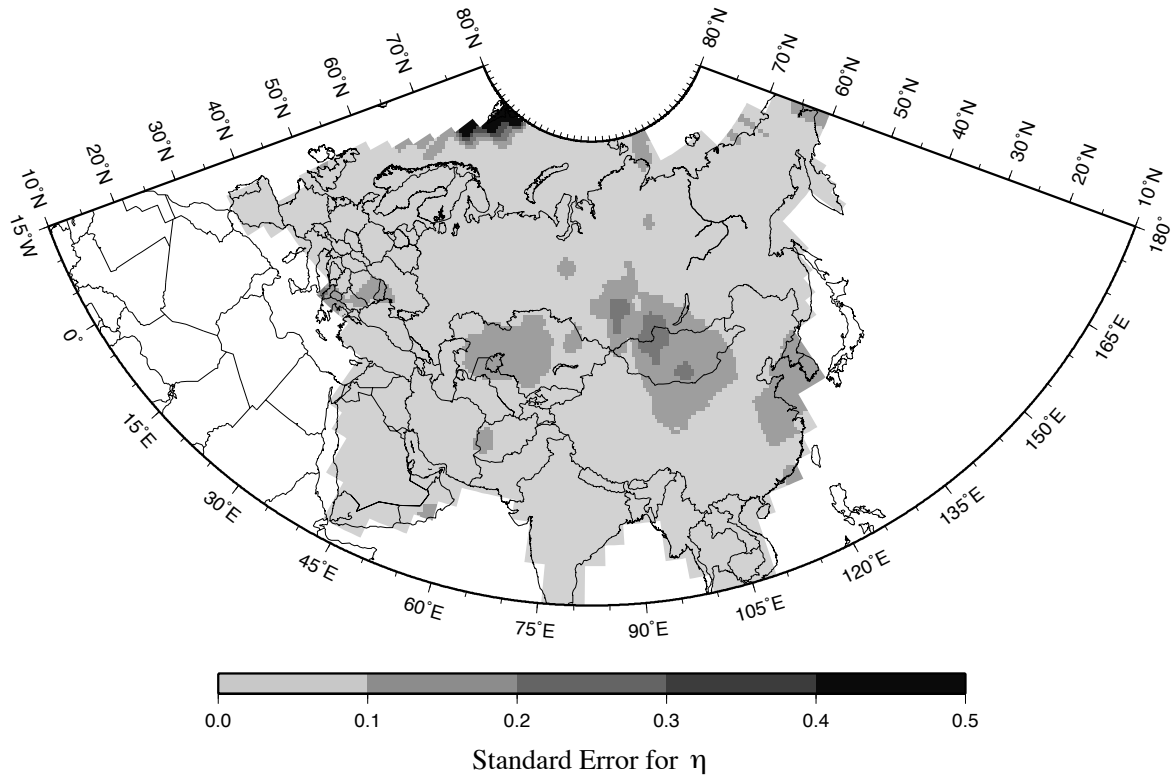 80˚N
80˚N
70˚N
70˚N
60˚N
60˚N
50˚N
50˚N
40˚N
40˚N
30˚N
30˚N
20˚N
20˚N
10˚N
10˚N
15˚W
180˚
0˚
165˚E
15˚E
150˚E
30˚E
135˚E
45˚E
120˚E
60˚E
105˚E
75˚E
90˚E
0.0 0.1 0.2 0.3 0.4 0.5
Standard Error for η